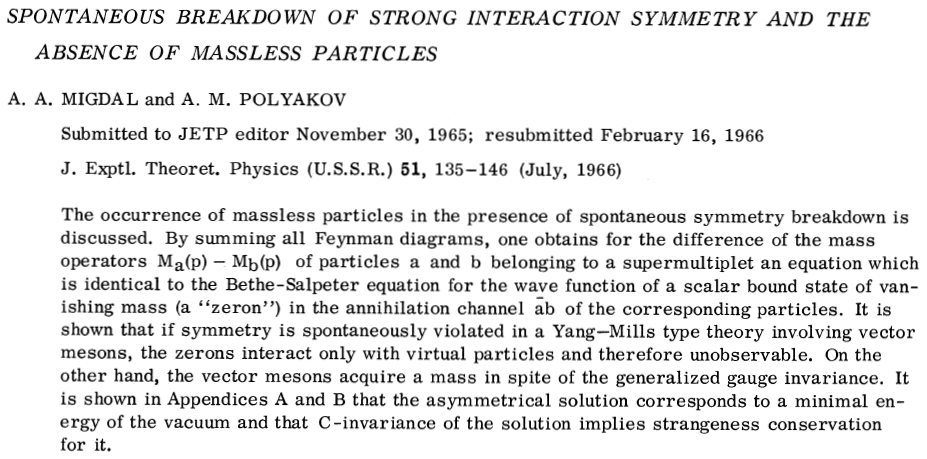 SPONTANEOUS BREAKDOWN OF STRONG INTERACTION SYMMETRY AND THE
ABSENCE OF MASSLESS PARTICLES
A. A. MIGDAL and A. M. POLYAKOV
Submitted to JETP editor November 30, 1965; resubmitted February 16, 1966
J. Exptl. Theoret. Physics (U.S.S.R.) 51, 135–146 (July, 1966)
The occurrence of massless particles in the presence of spontaneous symmetry breakdown is
discussed. By summing all Feynman diagrams, one obtains for the difference of the mass
operators Ma(p) – Mb(p) of particles a and b belonging to a supermultiplet an equation which
is identical to the Bethe-Salpeter equation for the wave function of a scalar bound state of van-
ishing mass (a “zeron”) in the annihilation channel āb of the corresponding particles. It is
shown that if symmetry is spontaneously violated in a Yang–Mills type theory involving vector
mesons, the zerons interact only with virtual particles and therefore unobservable. On the
other hand, the vector mesons acquire a mass in spite of the generalized gauge invariance. It
is shown in Appendices A and B that the asymmetrical solution corresponds to a minimal en-
ergy of the vacuum and that C-invariance of the solution implies strangeness conservation
for it.